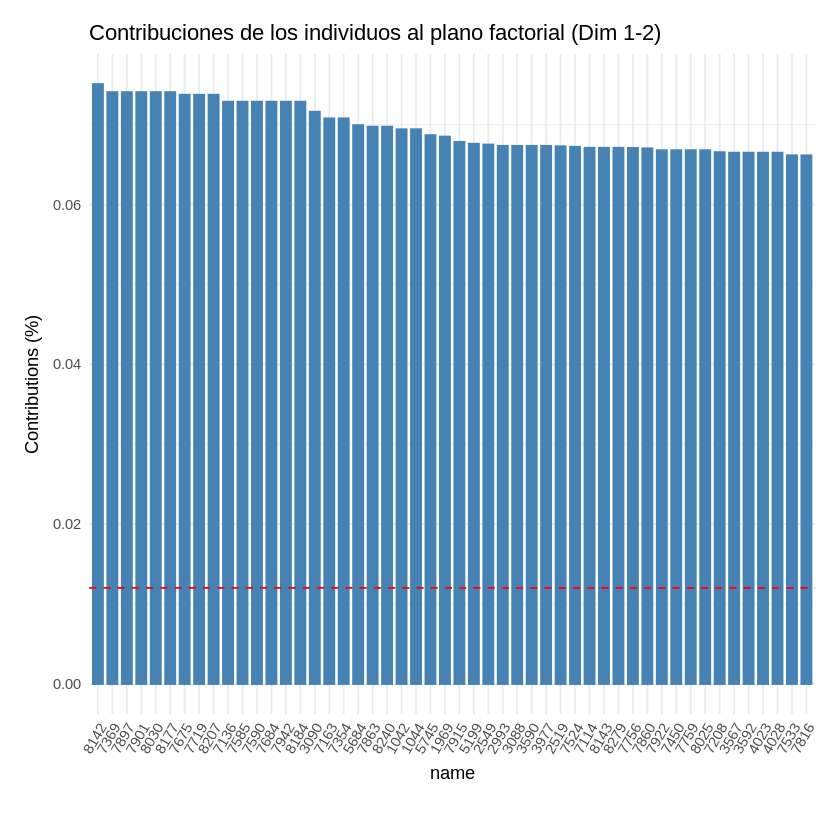 Contribuciones de los individuos al plano factorial (Dim 1-2)
Contributions (%)
0.06
0.04
0.02
0.00
8142 7369 7897 7901 8030 8177 7675 7719 8207 7136 7585 7590 7684 7942 8184 3090 7163 7354 5684 7863 8240 1042 1044 5745 1969 7915 5199 2549 2993 3088 3590 3977 2519 7524 7114 8143 8279 7756 7860 7922 7450 7759 8025 7208 3567 3592 4023 4028 7533 7816
name